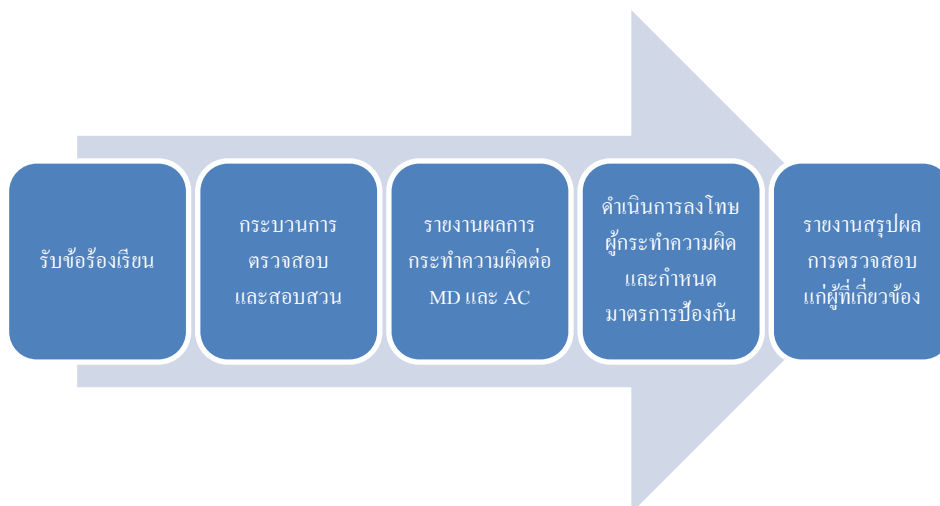 รับข้อร้องเรียน
กระบวนการ
ตรวจสอบ
และสอบสวน
รายงานผลการ
กระทำความผิดต่อ
MD และ AC
ดำเนินการลงโทษ
ผู้กระทำความผิด
และกำหนด
มาตรการป้องกัน
รายงานสรุปผล
การตรวจสอบ
แก่ผู้ที่เกี่ยวข้อง